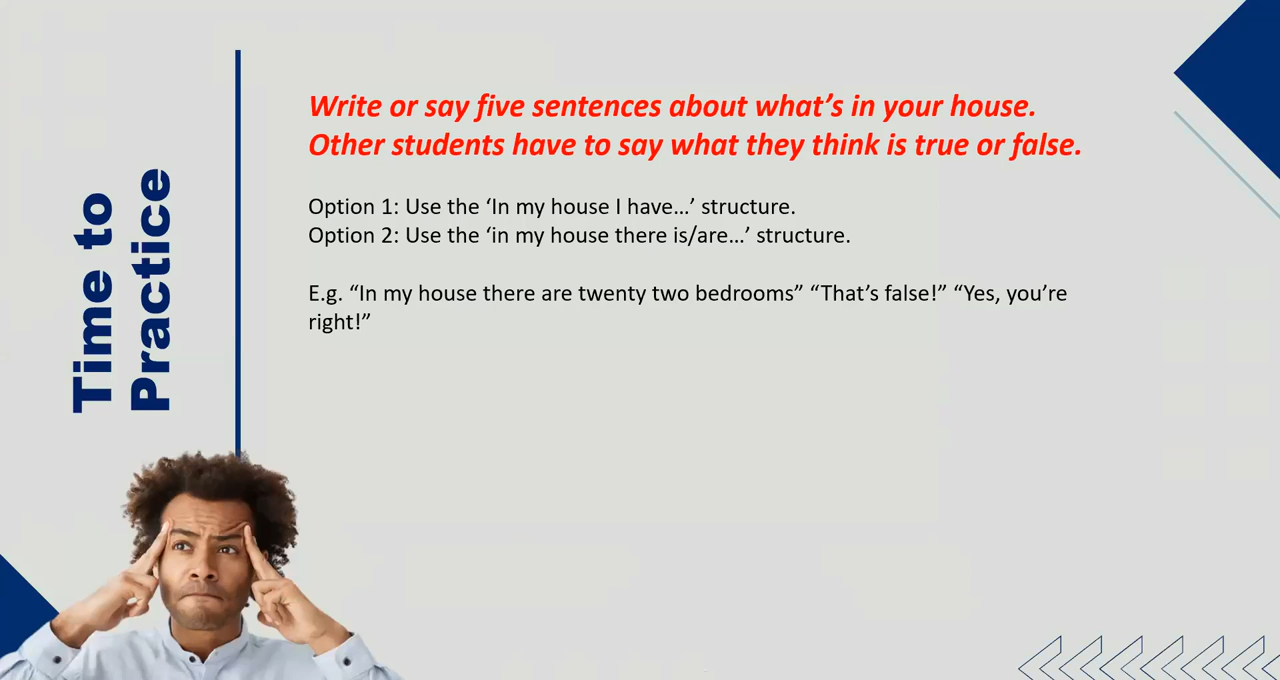 Time to
Practice
Write or say five sentences about what’s in your house.
Other students have to say what they think is true or false.
Option 1: Use the ‘In my house I have…’ structure.
Option 2: Use the ‘in my house there is/are…’ structure.
E.g. “In my house there are twenty two bedrooms” “That’s false!” “Yes, you’re
right!”